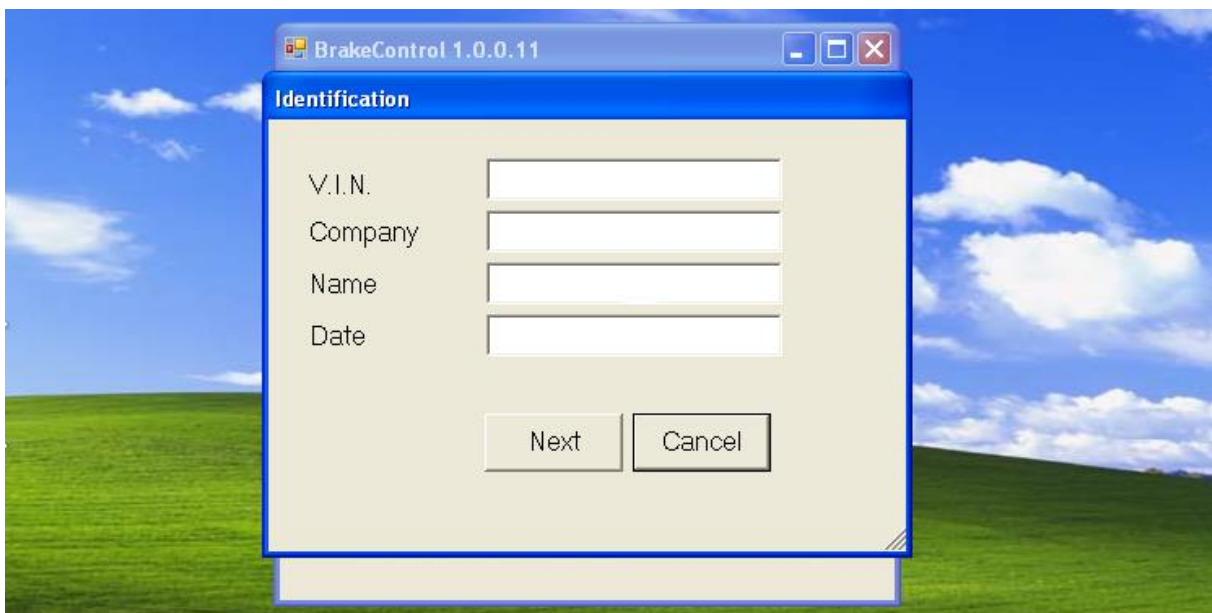 BrakeControl 1.0.0.11
Identification
V.I.N.
Company
Name
Date
Next Cancel